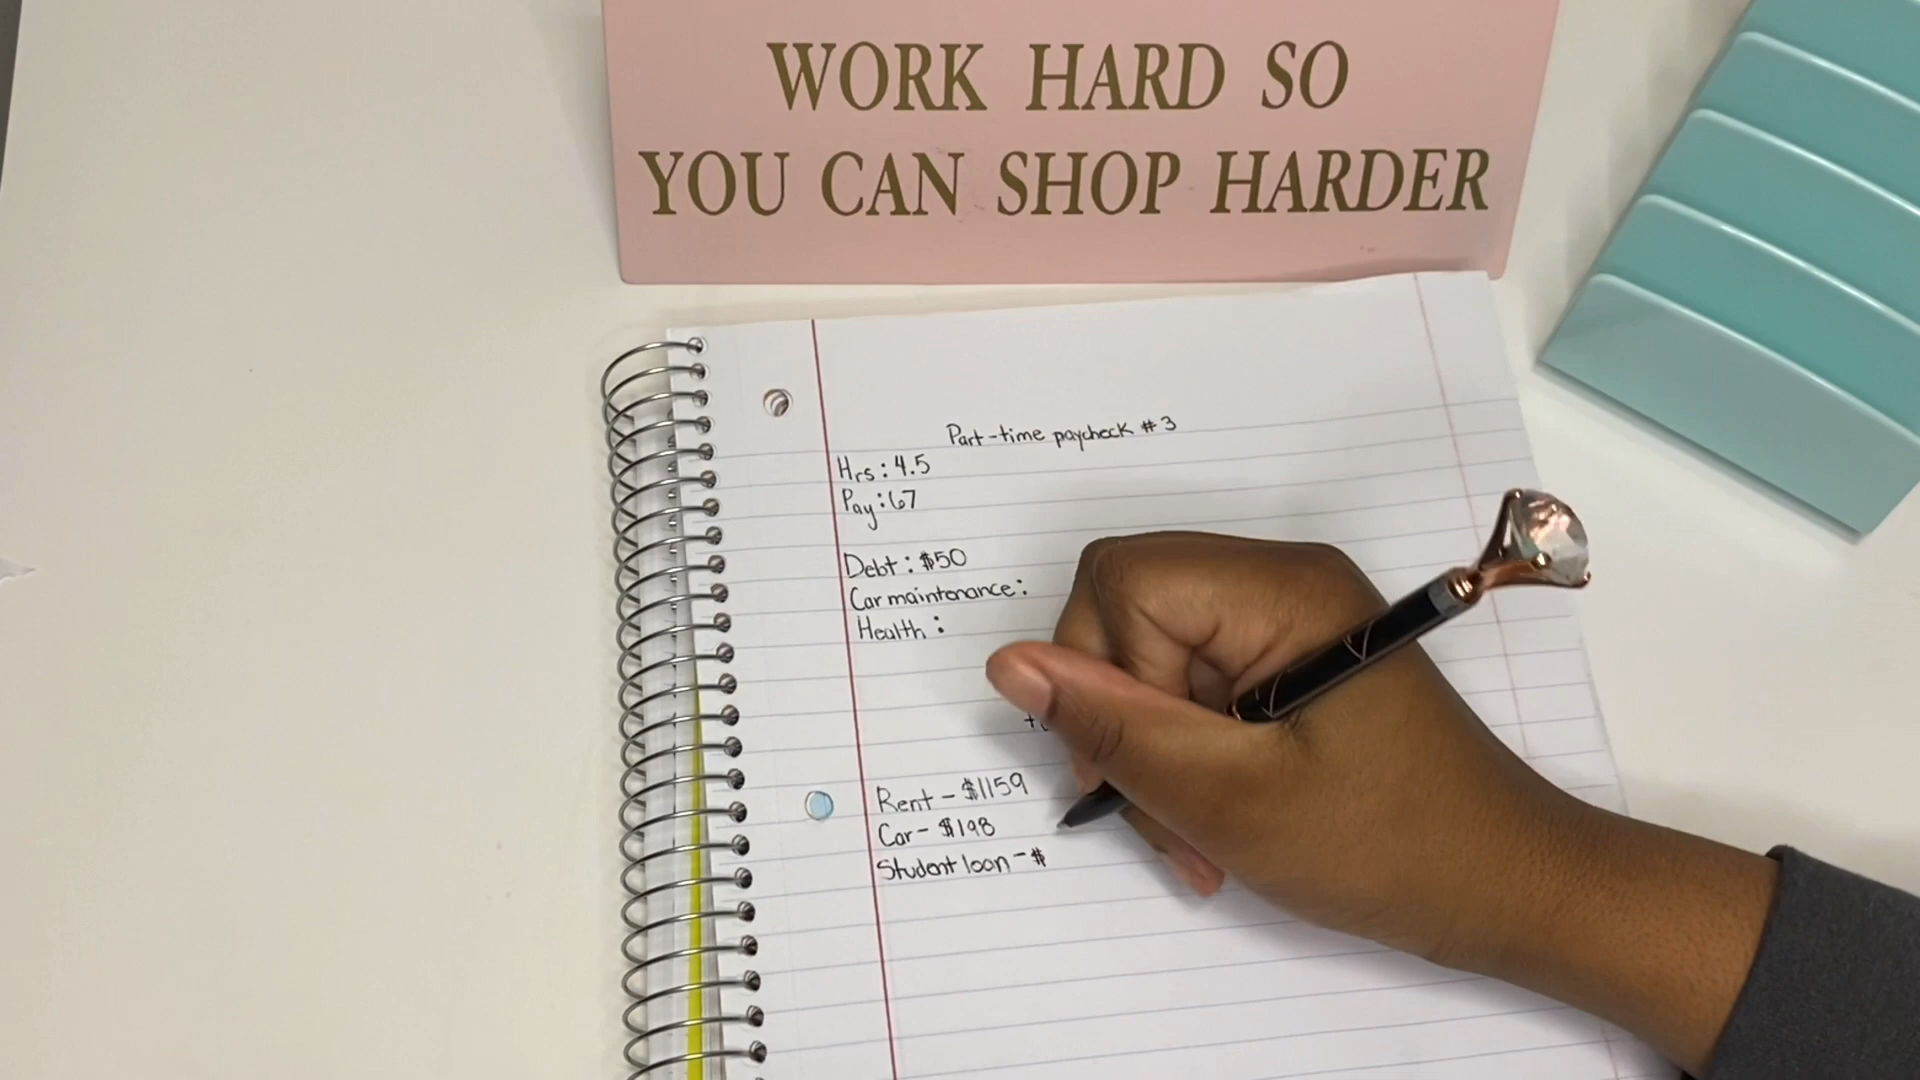 WORK HARD SO
YOU CAN SHOP HARDER
Part-time paycheck #3
Hrs: 4.5
Pay: 67
Debt: $50
Car maintenance:
Health:
Rent - $1159
Car - $198
Student loan - $